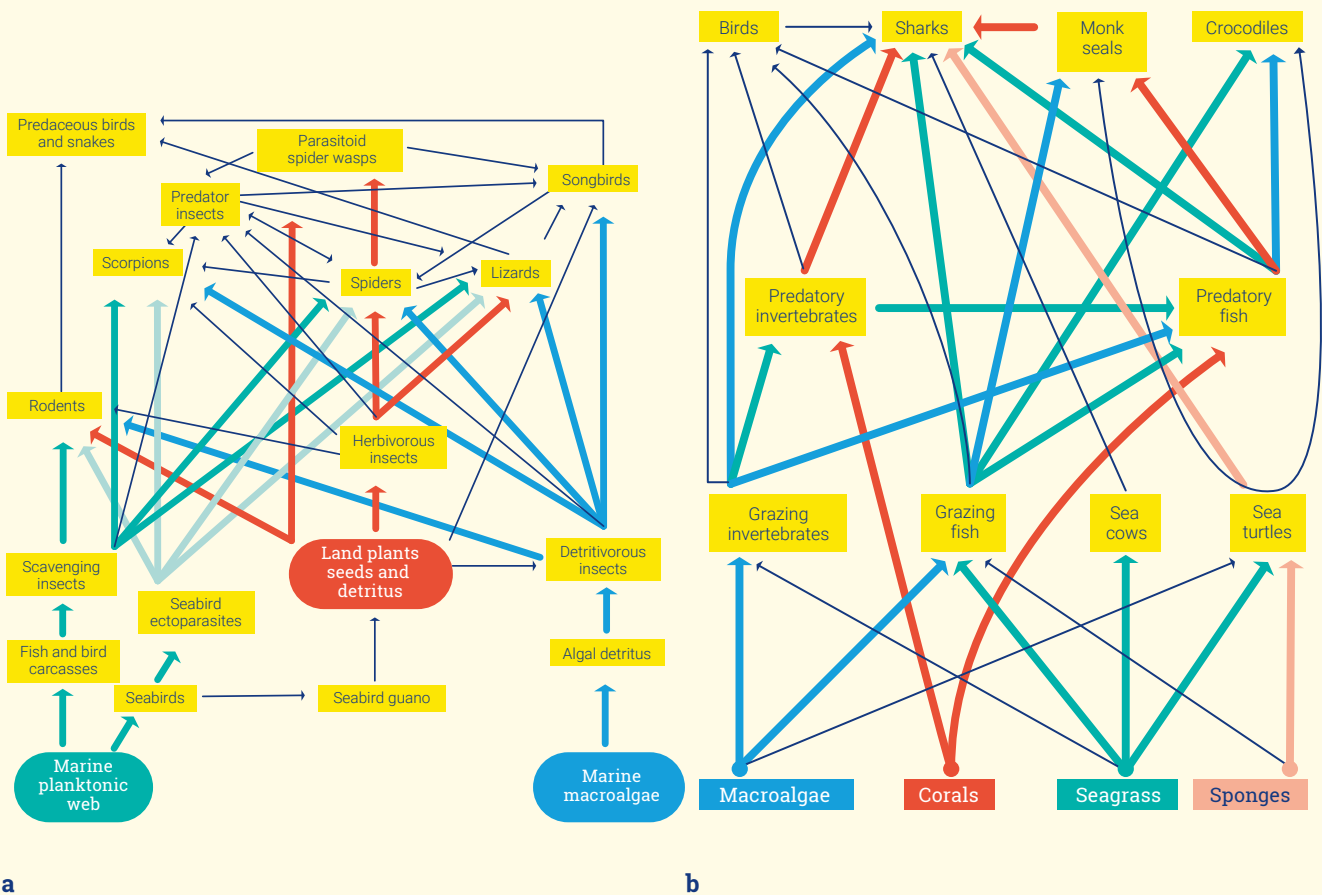 Predaceous birds
and snakes
Parasitoid
spider wasps
Songbirds
Predator
insects
Scorpions
Spiders
Lizards
Rodents
Herbivorous
insects
Scavenging
insects
Land plants
seeds and
detritus
Detritivorous
insects
Seabird
ectoparasites
Fish and bird
carcasses
Algal detritus
Seabirds
Seabird guano
Marine
planktonic
web
Marine
macroalgae
a
Birds
Sharks
Monk
seals
Crocodiles
Predatory
invertebrates
Predatory
fish
Grazing
invertebrates
Grazing
fish
Sea
cows
Sea
turtles
Macroalgae
Corals
Seagrass
Sponges
b